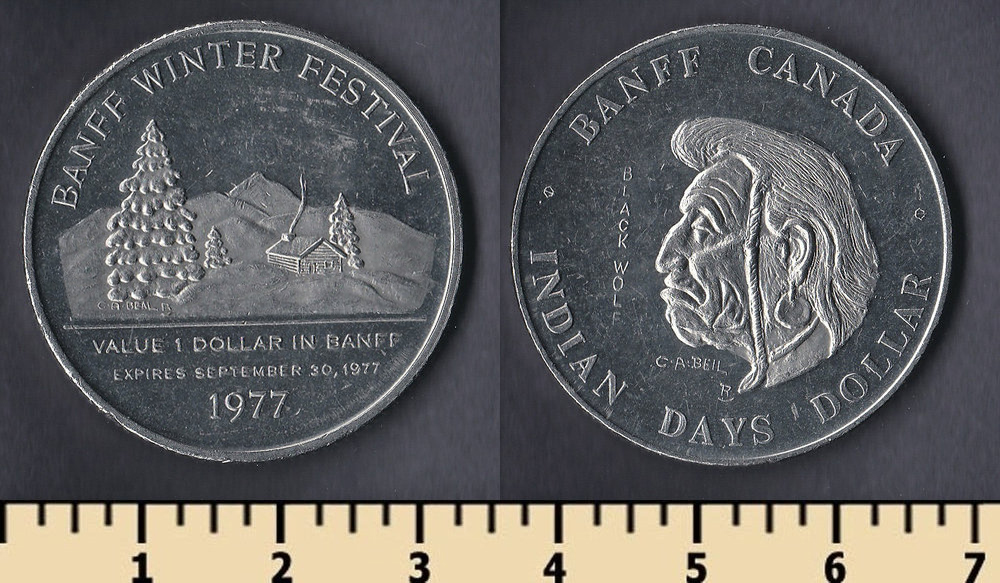 BANFF WINTER FESTIVAL
C A BEIL
VALUE 1 DOLLAR IN BANFF
EXPIRES SEPTEMBER 30, 1977
1977
BANFF CANADA
BLACK WOLF
C·A·BEIL
INDIAN DAYS DOLLAR
1 2 3 4 5 6 7